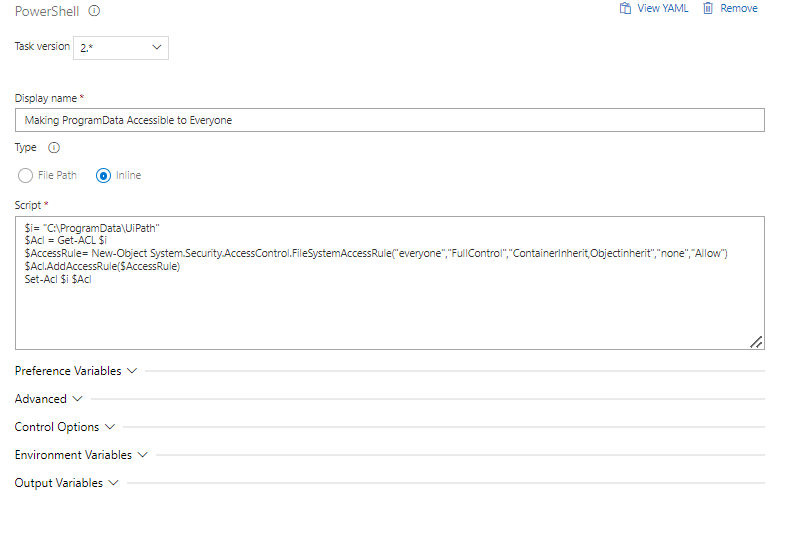 PowerShell
View YAML
Remove
Task version 2.*
Display name *
Making ProgramData Accessible to Everyone
Type
File Path
Inline
Script *
$i= "C:\ProgramData\UiPath"
$Acl = Get-ACL $i
$AccessRule= New-Object System.Security.AccessControl.FileSystemAccessRule("everyone","FullControl","ContainerInherit,Objectinherit","none","Allow")
$Acl.AddAccessRule($AccessRule)
Set-Acl $i $Acl
Preference Variables
Advanced
Control Options
Environment Variables
Output Variables